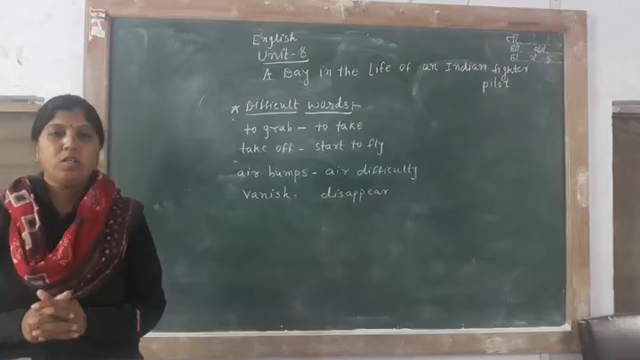 English
Unit-8
A Day in the Life of an Indian fighter
pilot
* Difficult words:-
to grab - to take
take off - start to fly
air bumps - air difficulty
vanish - disappear